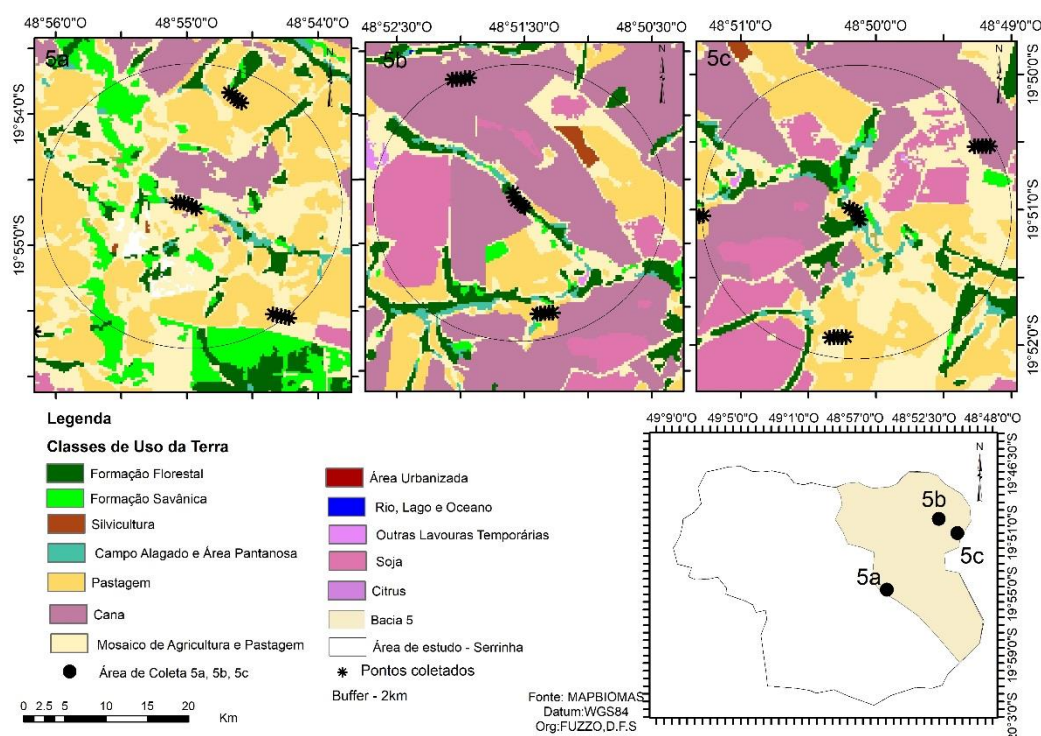 48°56'0"O 48°55'0"O 48°54'0"O
48°52'30"O 48°51'30"O 48°50'30"O
48°51'0"O 48°50'0"O 48°49'0"O
5a
N
5b
N
5c
N
19°54'0"S
19°55'0"S
19°50'0"S
19°51'0"S
19°52'0"S
Legenda
Classes de Uso da Terra
Formação Florestal
Formação Savânica
Silvicultura
Campo Alagado e Área Pantanosa
Pastagem
Cana
Mosaico de Agricultura e Pastagem
Área de Coleta 5a, 5b, 5c
Área Urbanizada
Rio, Lago e Oceano
Outras Lavouras Temporárias
Soja
Citrus
Bacia 5
Área de estudo - Serrinha
Pontos coletados
Buffer - 2km
0 2.5 5 10 15 20
Km
Fonte: MAPBIOMAS
Datum:WGS84
Org:FUZZO,D.F.S
49°9'0"O 49°5'0"O 49°1'0"O 48°57'0"O 48°52'30"O 48°48'0"O
N
5b
5c
5a
19°46'30"S
19°51'0"S
19°55'0"S
19°59'0"S
20°3'0"S